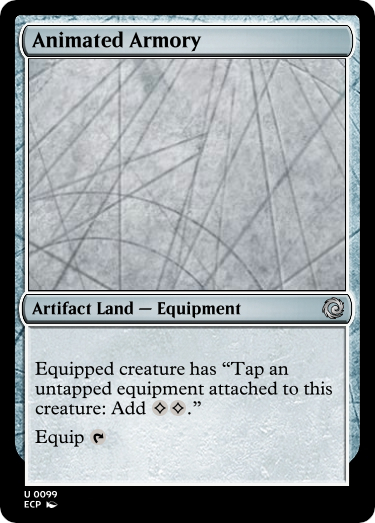 Animated Armory
Artifact Land — Equipment
Equipped creature has “Tap an
untapped equipment attached to this
creature: Add .”
Equip
U 0099
ECP